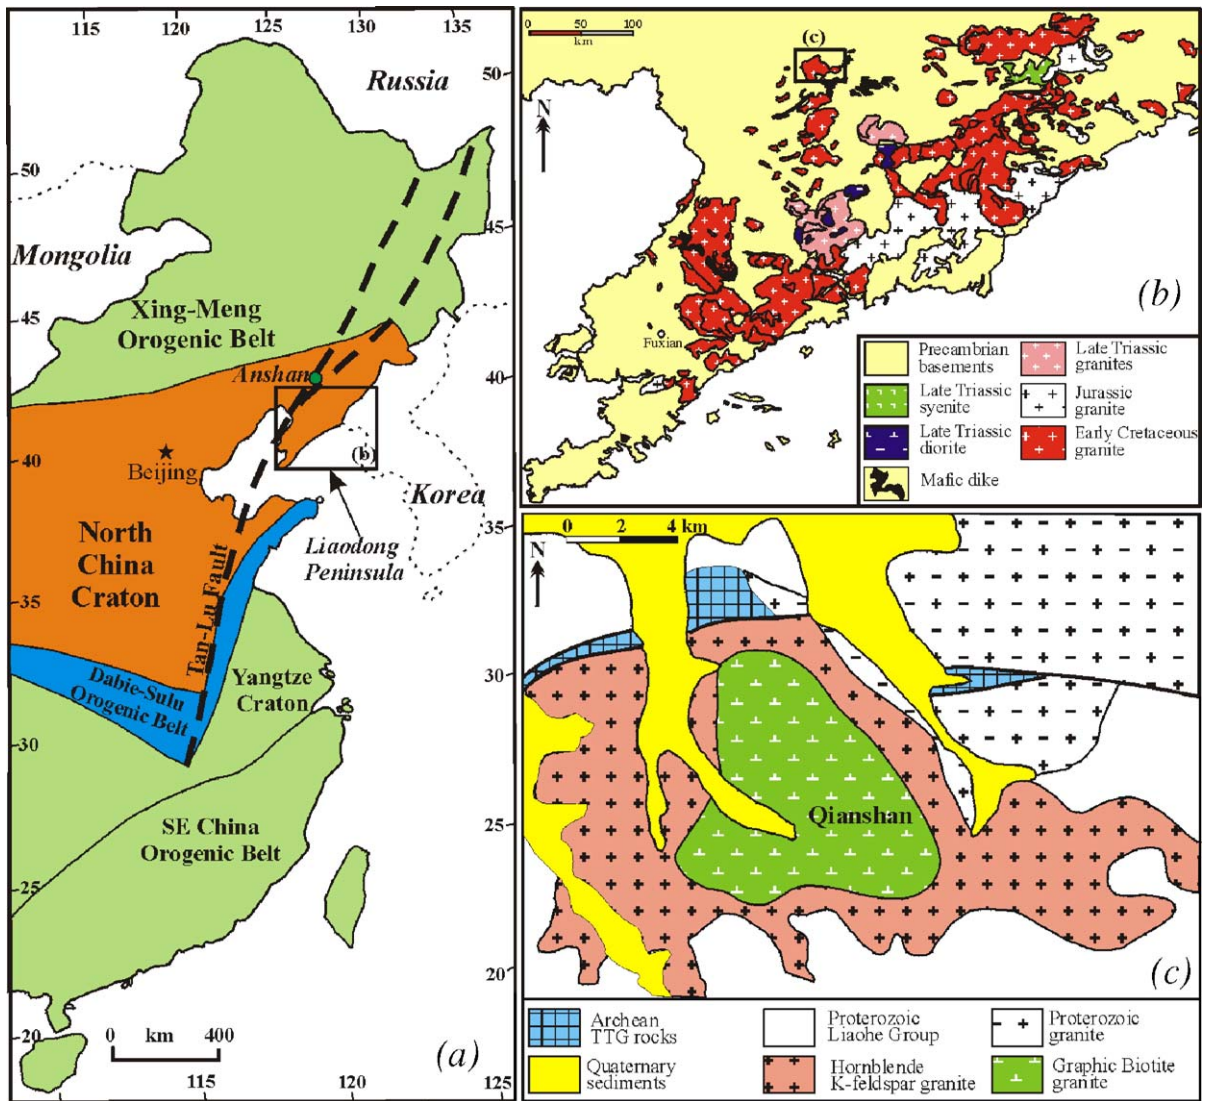 115
120
125
130
135
Russia
50
Mongolia
45
Xing-Meng
Orogenic Belt
45
Anshan
40
(b)
Beijing
40
Korea
North
China
Craton
Liaodong
Peninsula
35
35
Tan-Lu Fault
Dabie-Sulu
Orogenic Belt
Yangtze
Craton
30
30
SE China
Orogenic Belt
25
25
20
20
0 km 400
(a)
115
120
125
50
0 50 100
km
(c)
N
Fuxian
(b)
Precambrian
basements
Late Triassic
granites
Late Triassic
syenite
Jurassic
granite
Late Triassic
diorite
Early Cretaceous
granite
Mafic dike
0 2 4 km
N
Qianshan
(c)
Archean
TTG rocks
Proterozoic
Liaohe Group
Proterozoic
granite
Quaternary
sediments
Hornblende
K-feldspar granite
Graphic Biotite
granite